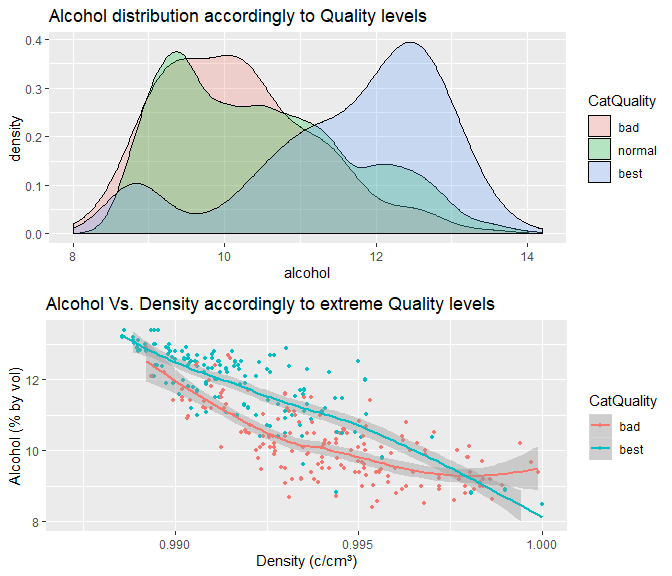 Alcohol distribution accordingly to Quality levels
0.4
0.3
0.2
0.1
0.0
density
8
10
12
14
alcohol
CatQuality
bad
normal
best
Alcohol Vs. Density accordingly to extreme Quality levels
12
10
8
Alcohol (% by vol)
0.990
0.995
1.000
Density (c/cm³)
CatQuality
bad
best